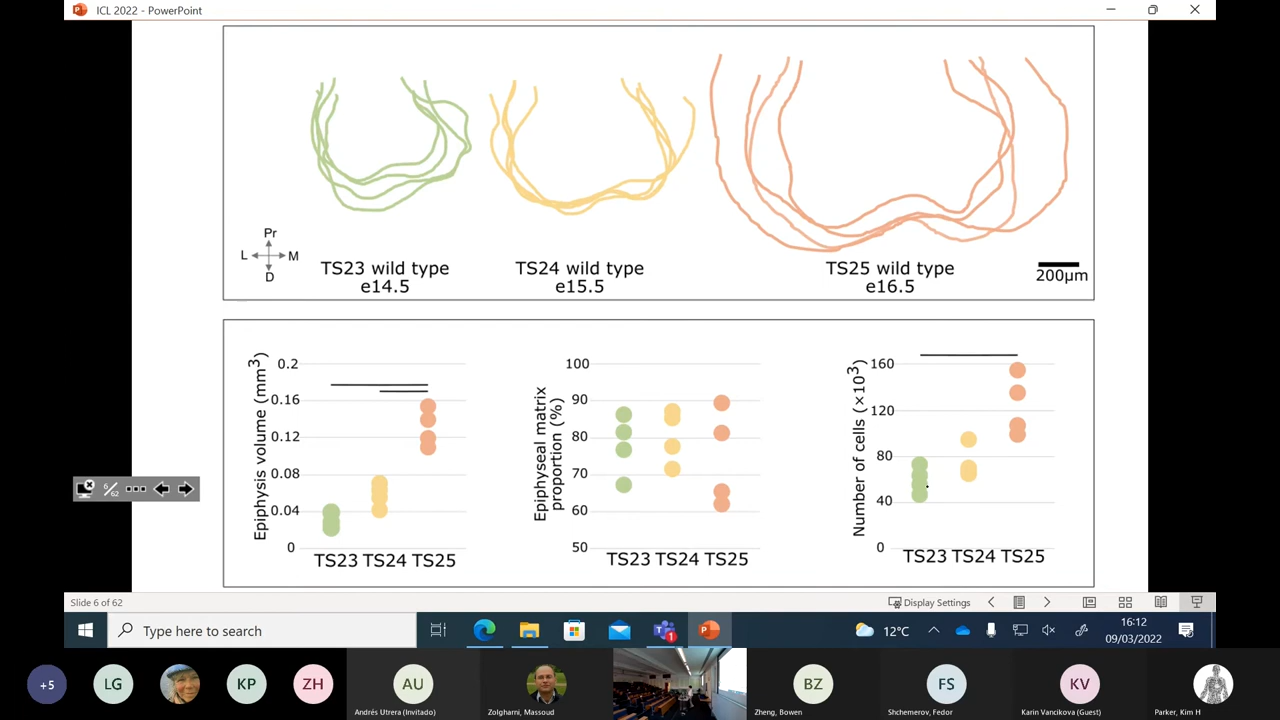 ICL 2022 - PowerPoint
Pr
L M
D
TS23 wild type
e14.5
TS24 wild type
e15.5
TS25 wild type
e16.5
200μm
Epiphysis volume (mm3)
0.2
0.16
0.12
0.08
0.04
0
TS23 TS24 TS25
Epiphyseal matrix
proportion (%)
100
90
80
70
60
50
TS23 TS24 TS25
Number of cells (×10³)
160
120
80
40
0
TS23 TS24 TS25
6/62
Slide 6 of 62
Display Settings
Type here to search
1
12°C
16:12
09/03/2022
+5
LG
KP
ZH
AU
BZ
FS
KV
Andrés Utrera (Invitado)
Zolgharni, Massoud
Zheng, Bowen
Shchemerov, Fedor
Karin Vancikova (Guest)
Parker, Kim H